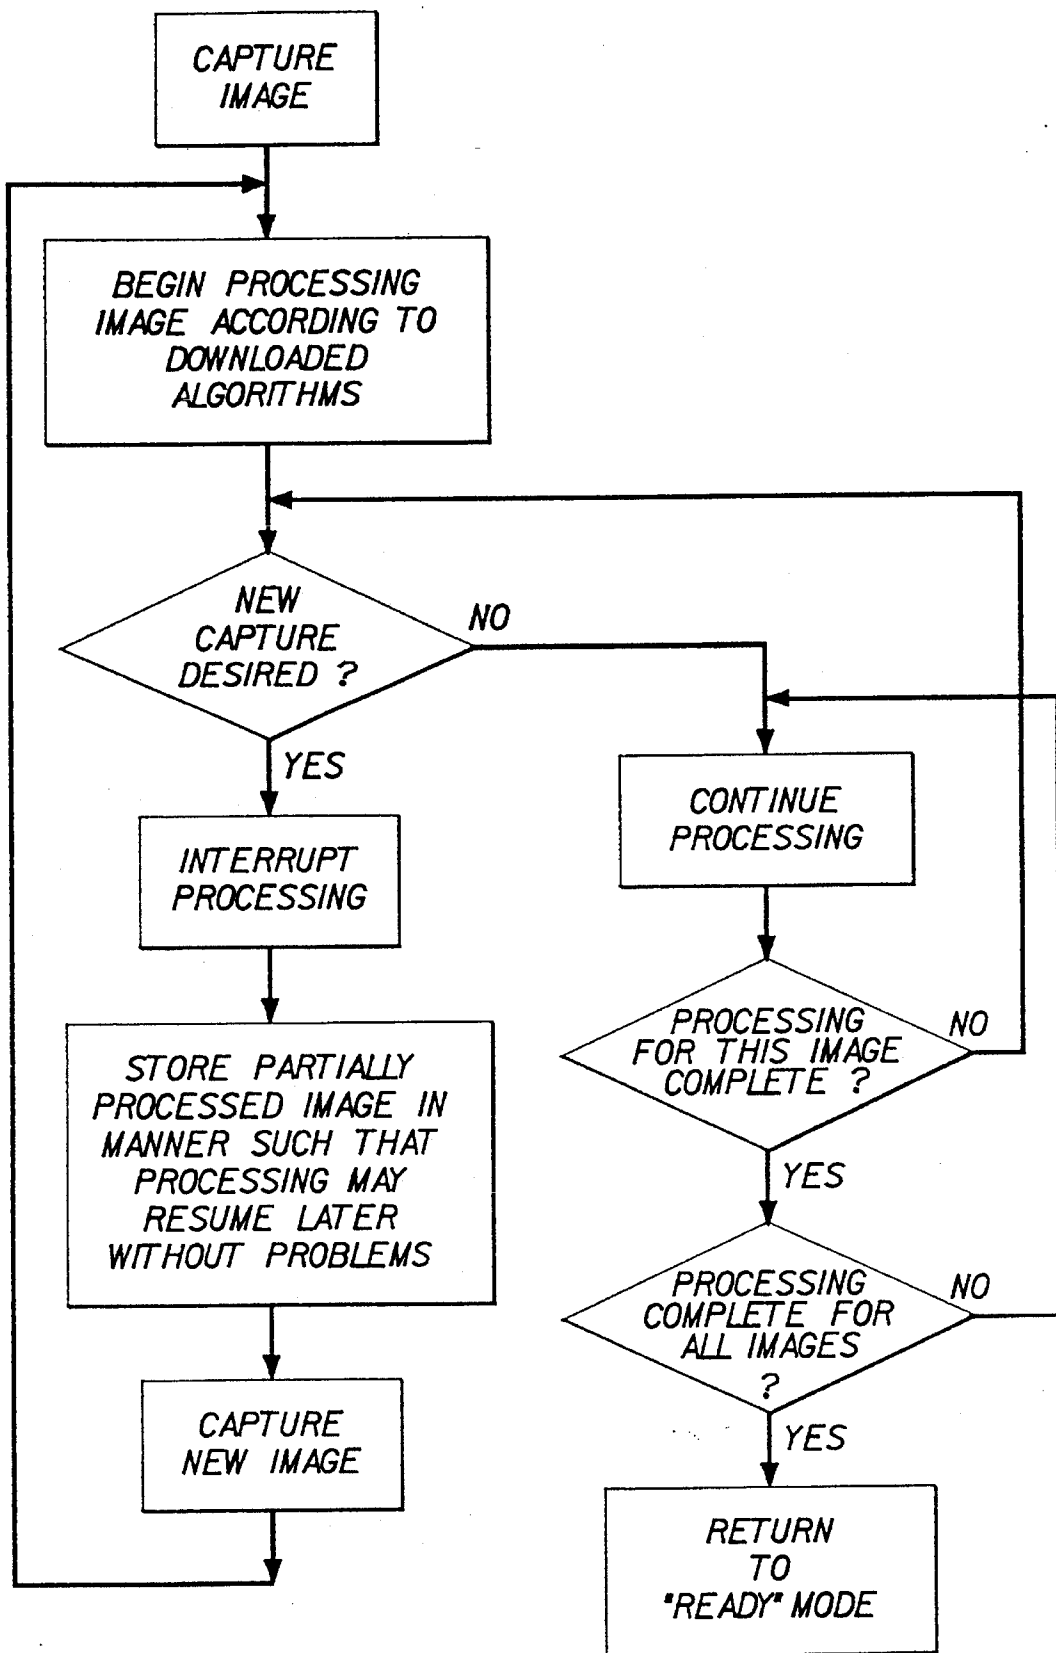 CAPTURE
IMAGE
BEGIN PROCESSING
IMAGE ACCORDING TO
DOWNLOADED
ALGORITHMS
NEW
CAPTURE
DESIRED ?
NO
YES
INTERRUPT
PROCESSING
STORE PARTIALLY
PROCESSED IMAGE IN
MANNER SUCH THAT
PROCESSING MAY
RESUME LATER
WITHOUT PROBLEMS
CAPTURE
NEW IMAGE
CONTINUE
PROCESSING
PROCESSING
FOR THIS IMAGE
COMPLETE ?
NO
YES
PROCESSING
COMPLETE FOR
ALL IMAGES
?
NO
YES
RETURN
TO
"READY" MODE